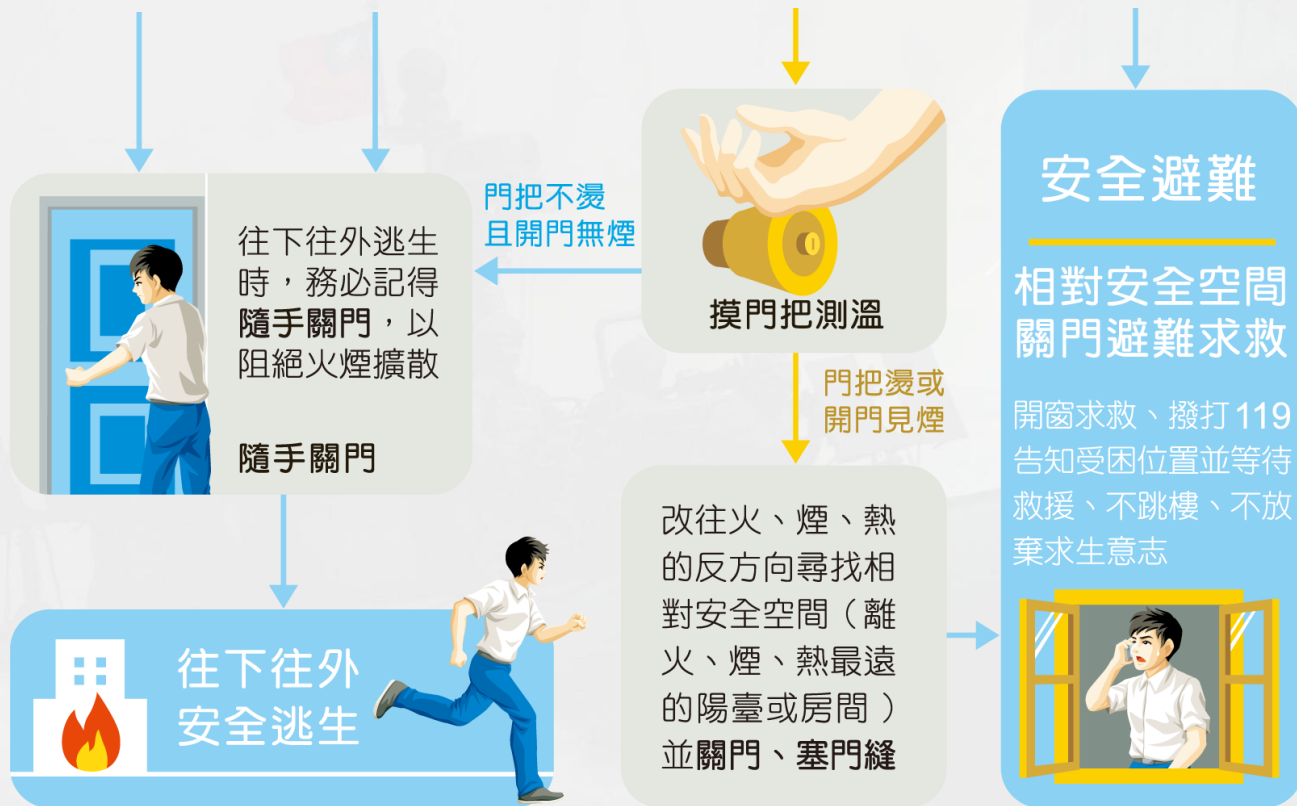 門把不燙
且開門無煙
往下往外逃生
時，務必記得
隨手關門，以
阻絕火煙擴散
隨手關門
往下往外
安全逃生
摸門把測溫
門把燙或
開門見煙
改往火、煙、熱
的反方向尋找相
對安全空間（離
火、煙、熱最遠
的陽臺或房間）
並關門、塞門縫
安全避難
相對安全空間
關門避難求救
開窗求救、撥打119
告知受困位置並等待
救援、不跳樓、不放
棄求生意志